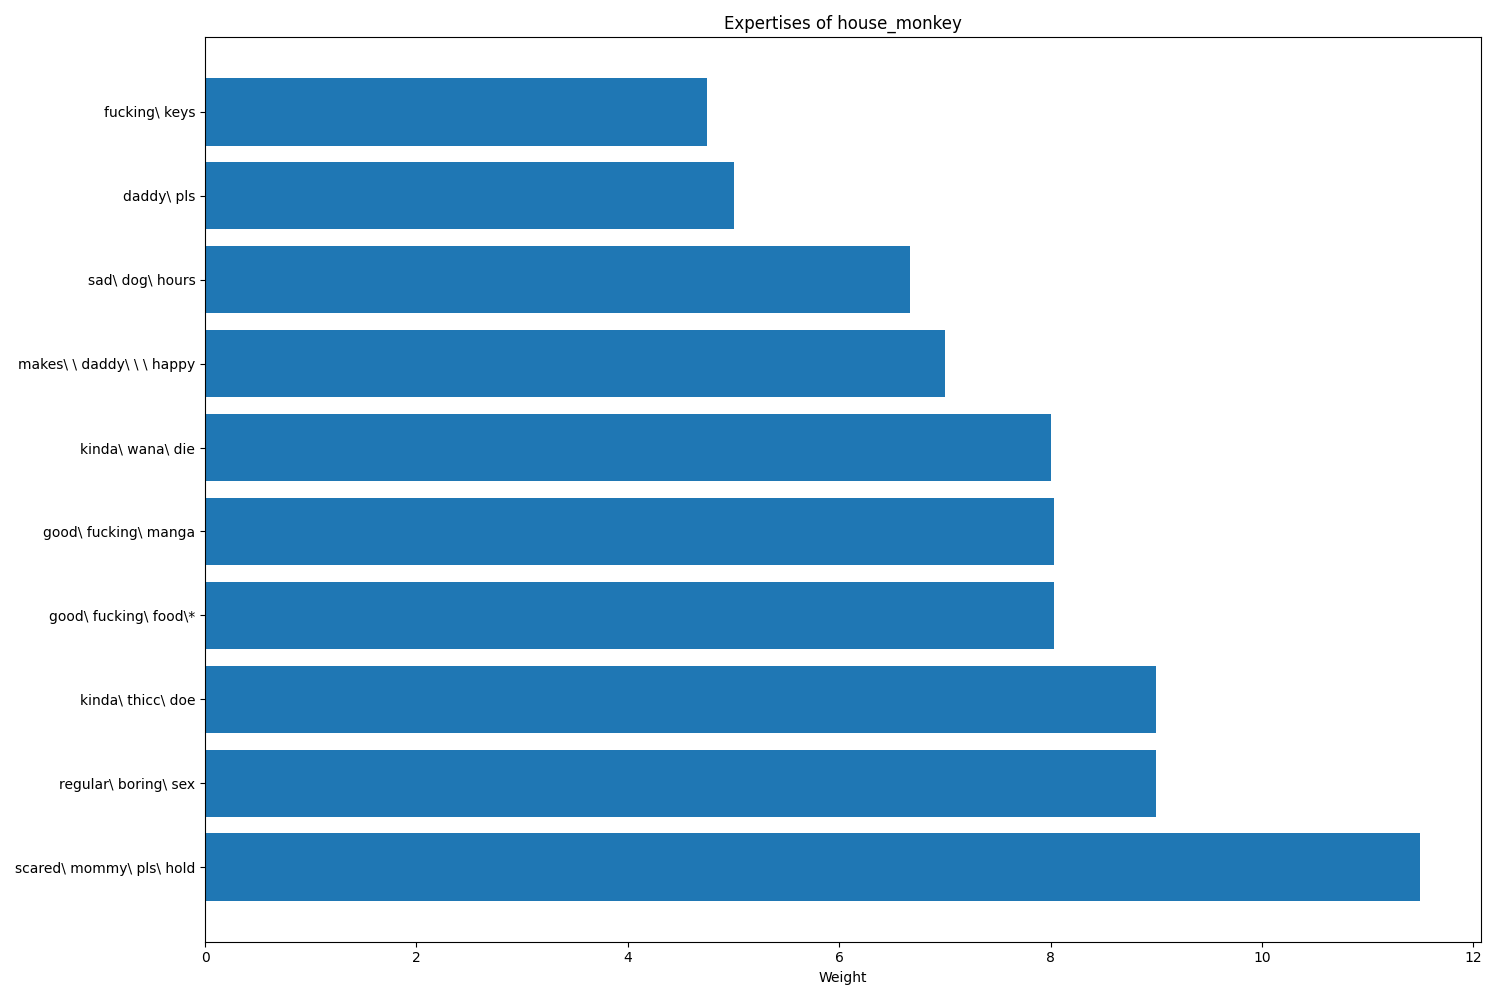 Expertises of house_monkey
fucking\ keys
daddy\ pls
sad\ dog\ hours
makes\ \ daddy\ \ \ happy
kinda\ wana\ die
good\ fucking\ manga
good\ fucking\ food\*
kinda\ thicc\ doe
regular\ boring\ sex
scared\ mommy\ pls\ hold
0 2 4 6 8 10 12
Weight